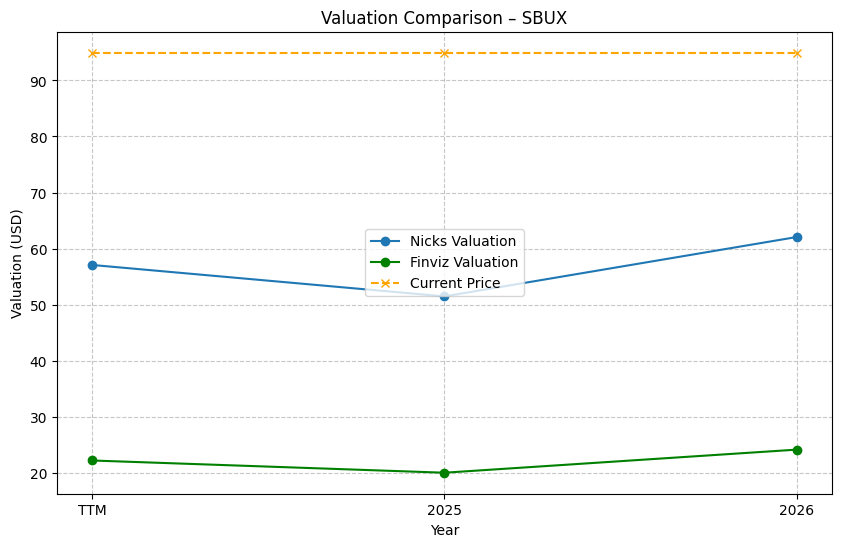 Valuation Comparison – SBUX
Valuation (USD)
90
80
70
60
50
40
30
20
Nicks Valuation
Finviz Valuation
Current Price
TTM
2025
2026
Year